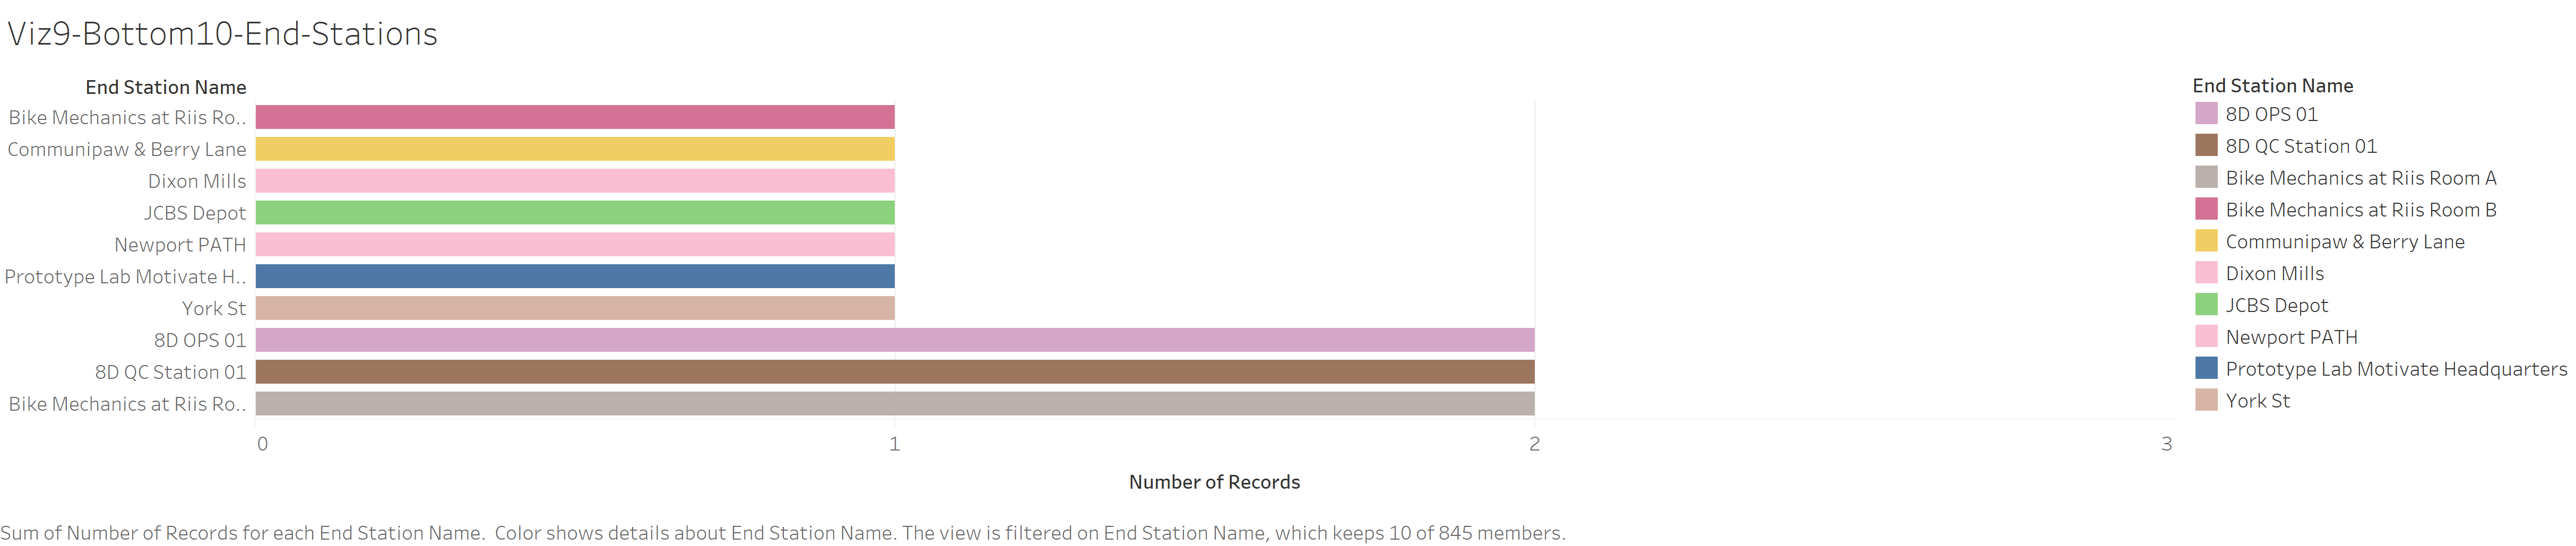 Viz9-Bottom10-End-Stations
End Station Name
Bike Mechanics at Riis Ro..
Communipaw & Berry Lane
Dixon Mills
JCBS Depot
Newport PATH
Prototype Lab Motivate H..
York St
8D OPS 01
8D QC Station 01
Bike Mechanics at Riis Ro..
0 1 2 3
Number of Records
End Station Name
8D OPS 01
8D QC Station 01
Bike Mechanics at Riis Room A
Bike Mechanics at Riis Room B
Communipaw & Berry Lane
Dixon Mills
JCBS Depot
Newport PATH
Prototype Lab Motivate Headquarters
York St
Sum of Number of Records for each End Station Name.  Color shows details about End Station Name. The view is filtered on End Station Name, which keeps 10 of 845 members.